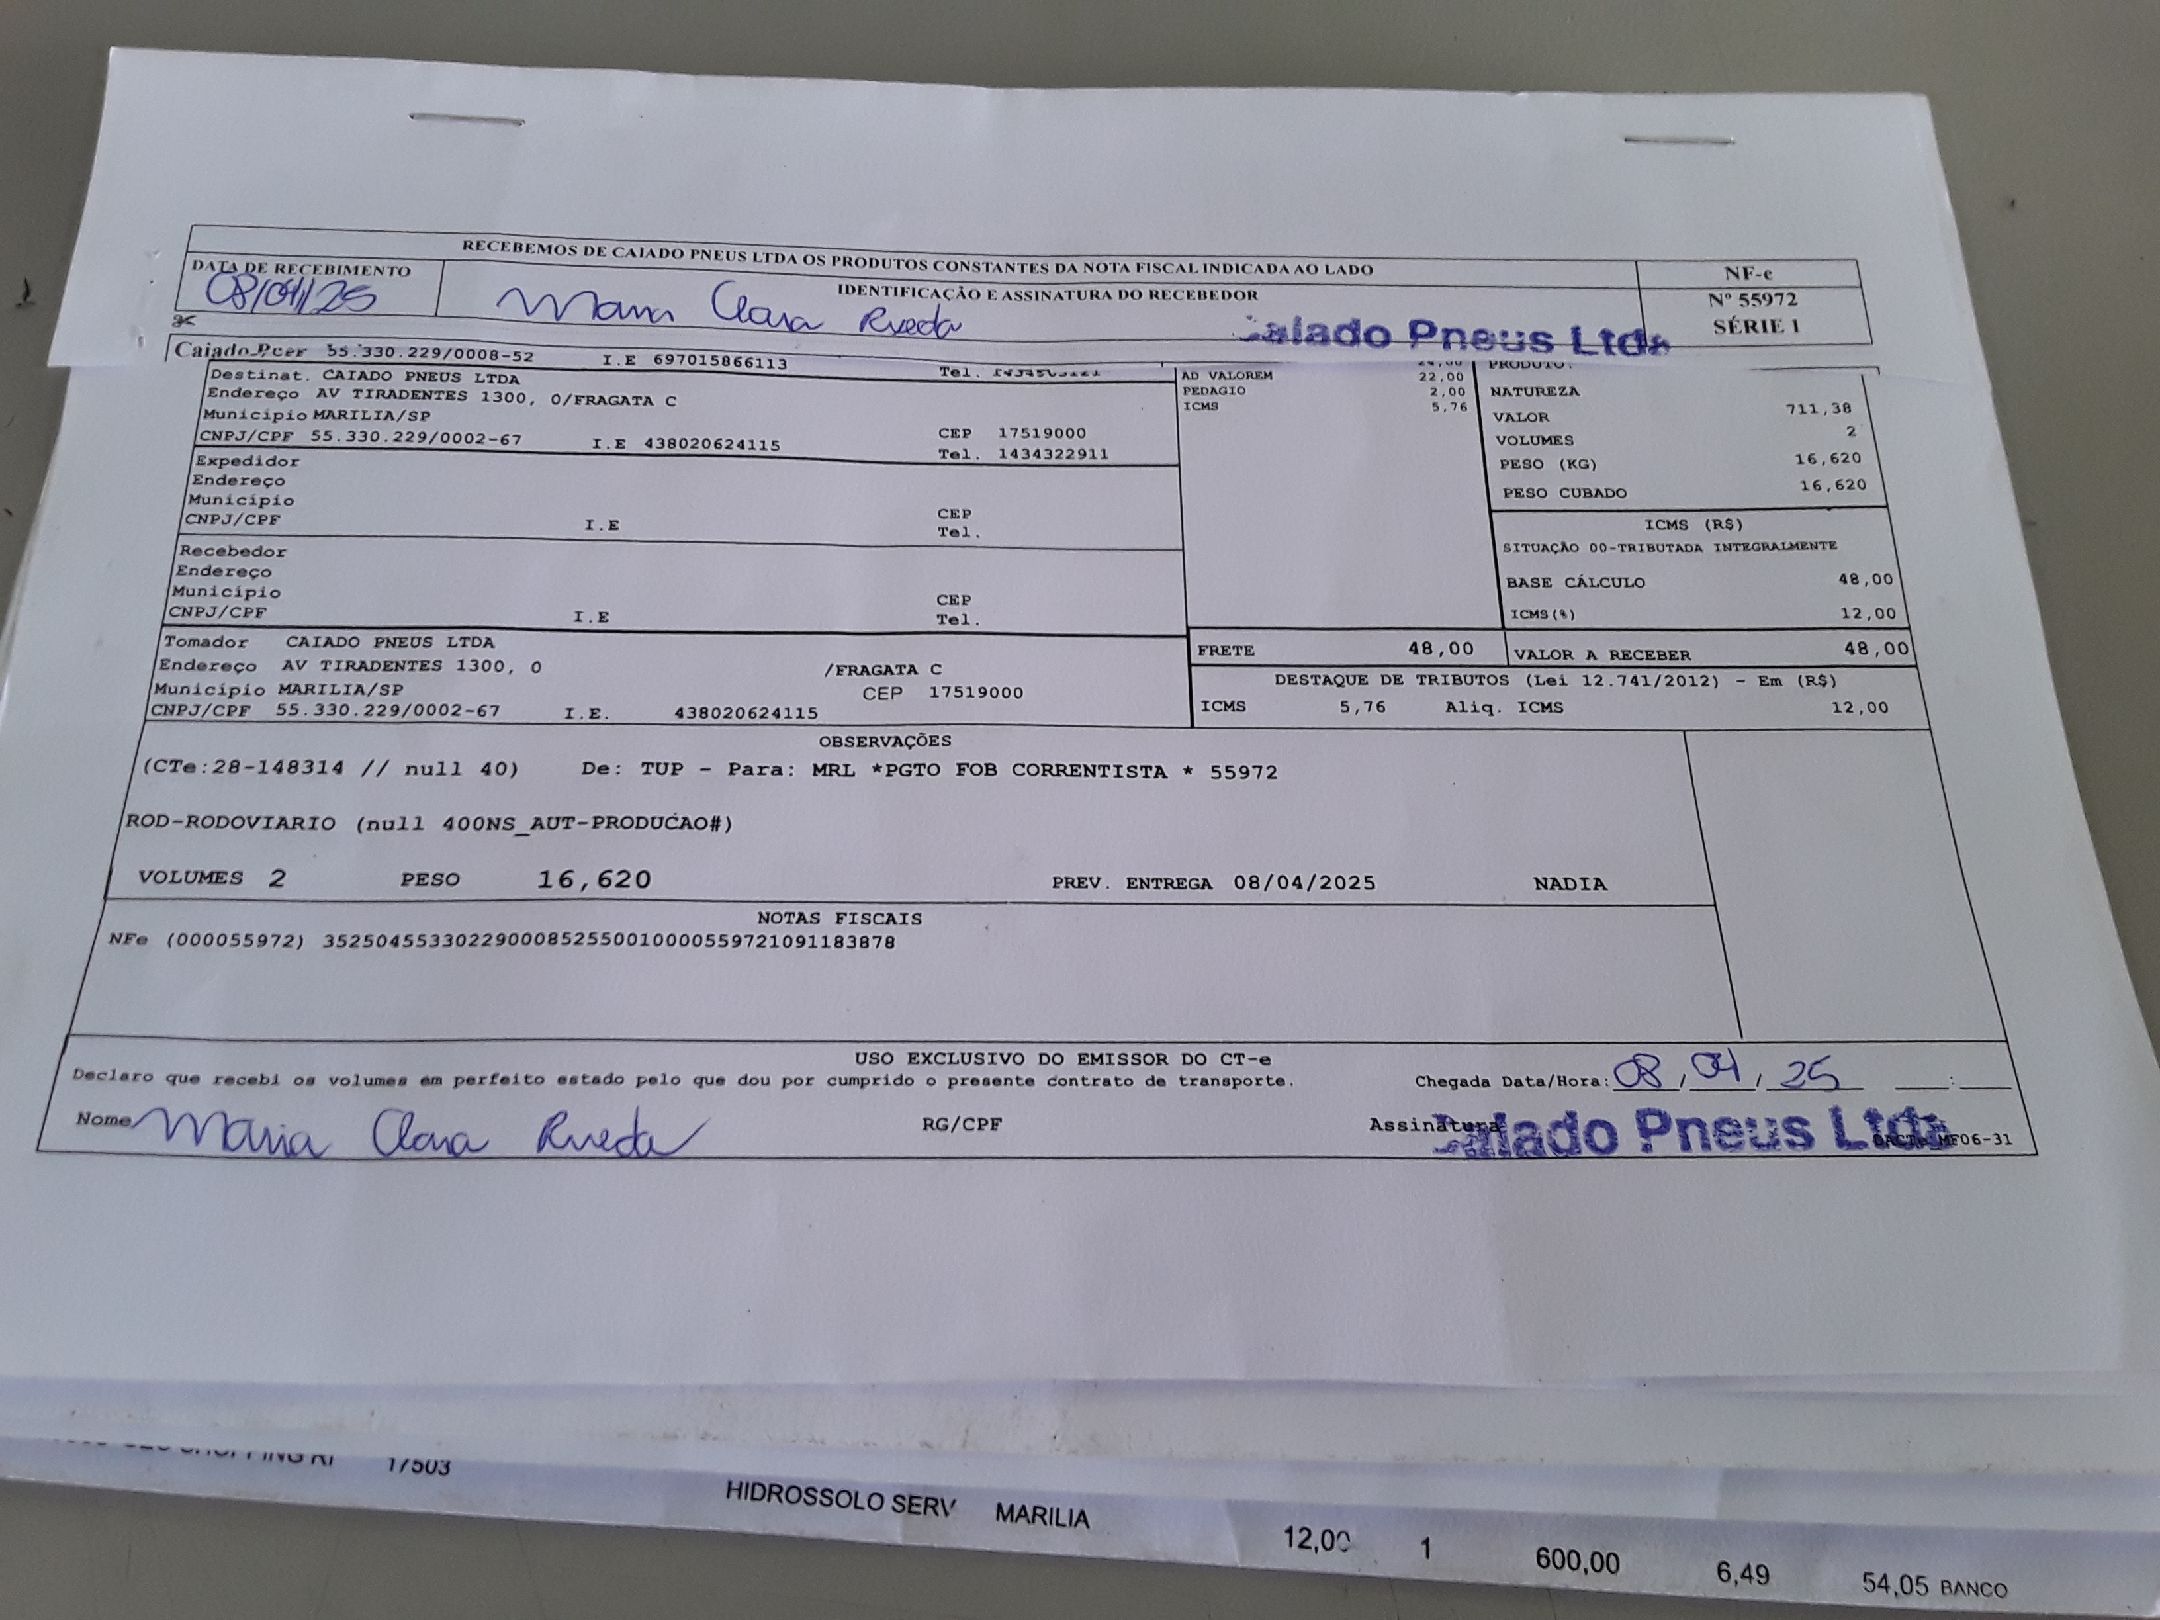 RECEBEMOS DE CAIADO PNEUS LTDA OS PRODUTOS CONSTANTES DA NOTA FISCAL INDICADA AO LADO
NF-e
Nº 55972
SÉRIE 1
DATA DE RECEBIMENTO
08/04/25
IDENTIFICAÇÃO E ASSINATURA DO RECEBEDOR
Maria Clara Rueda
Caiado Pneus Ltda
55.330.229/0008-52 I.E 697015866113 Tel.
Destinat. CAIADO PNEUS LTDA
Endereço AV TIRADENTES 1300, 0/FRAGATA C
Município MARILIA/SP CEP 17519000
CNPJ/CPF 55.330.229/0002-67 I.E 438020624115 Tel. 1434322911
Expedidor
Endereço
Município CEP
CNPJ/CPF I.E Tel.
Recebedor
Endereço
Município CEP
CNPJ/CPF I.E Tel.
Tomador CAIADO PNEUS LTDA
Endereço AV TIRADENTES 1300, 0 /FRAGATA C
Município MARILIA/SP CEP 17519000
CNPJ/CPF 55.330.229/0002-67 I.E. 438020624115
AD VALOREM 22,00
PEDAGIO 2,00
ICMS 5,76
PRODUTO:
NATUREZA
VALOR 711,38
VOLUMES 2
PESO (KG) 16,620
PESO CUBADO 16,620
ICMS (R$)
SITUAÇÃO 00-TRIBUTADA INTEGRALMENTE
BASE CÁLCULO 48,00
ICMS(%) 12,00
FRETE 48,00 VALOR A RECEBER 48,00
DESTAQUE DE TRIBUTOS (Lei 12.741/2012) - Em (R$)
ICMS 5,76 Aliq. ICMS 12,00
OBSERVAÇÕES
(CTe:28-148314 // null 40) De: TUP - Para: MRL *PGTO FOB CORRENTISTA * 55972
ROD-RODOVIARIO (null 400NS_AUT-PRODUCAO#)
VOLUMES 2 PESO 16,620 PREV. ENTREGA 08/04/2025 NADIA
NOTAS FISCAIS
NFe (000055972) 35250455330229000852550010000559721091183878
USO EXCLUSIVO DO EMISSOR DO CT-e
Declaro que recebi os volumes em perfeito estado pelo que dou por cumprido o presente contrato de transporte. Chegada Data/Hora: 08/04/25 __:__
Nome Maria Clara Rueda RG/CPF Assinatura Caiado Pneus Ltda
MF06-31
17503
HIDROSSOLO SERV MARILIA 12,00 1 600,00 6,49 54,05 BANCO